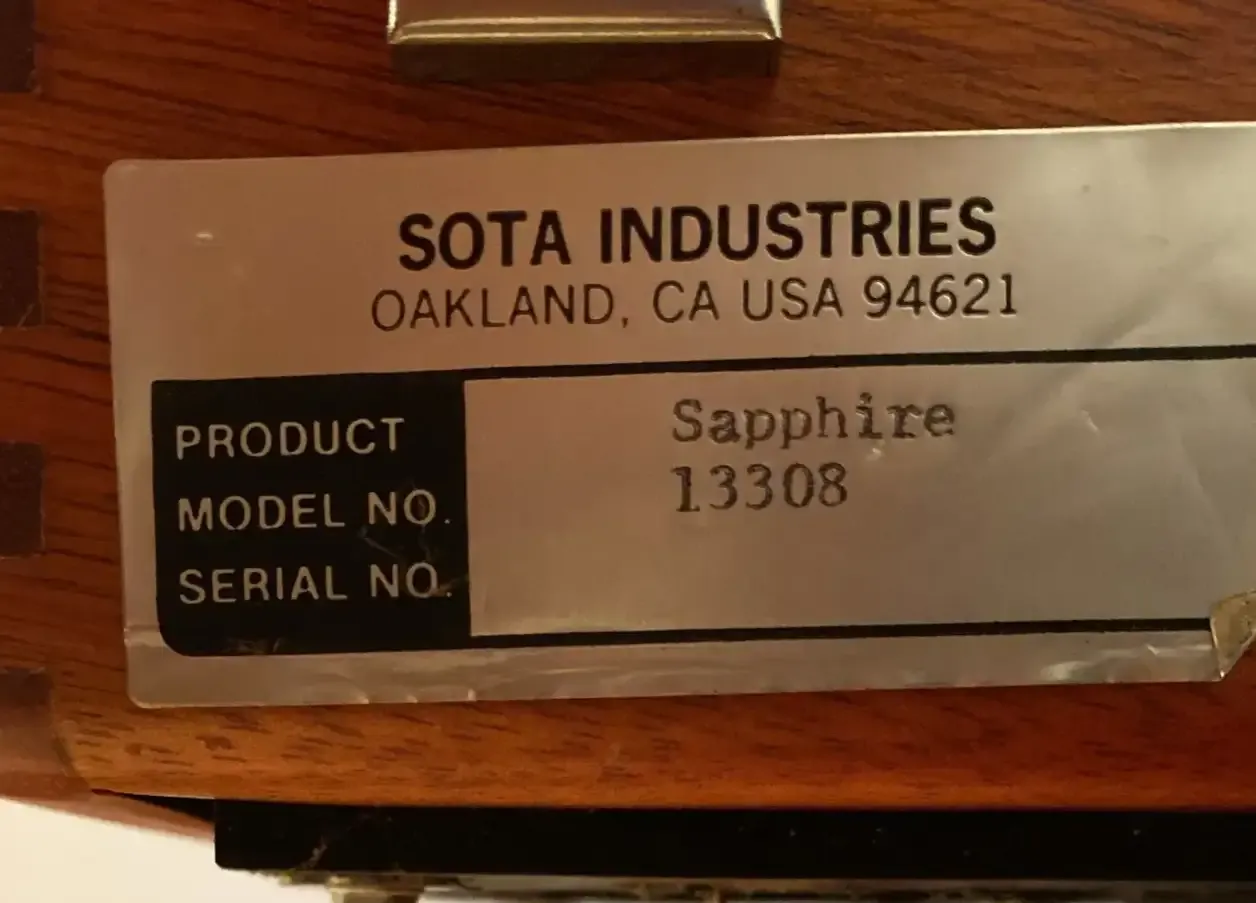 SOTA INDUSTRIES
OAKLAND, CA USA 94621
PRODUCT Sapphire
MODEL NO. 13308
SERIAL NO.